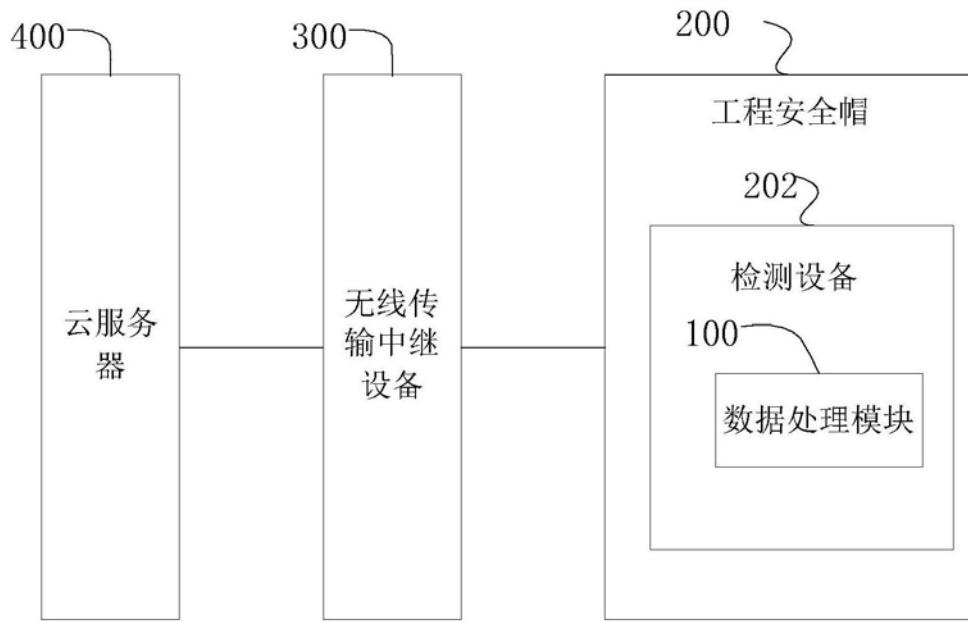 400
300
200
工程安全帽
202
检测设备
云服务
器
无线传
输中继
设备
100
数据处理模块